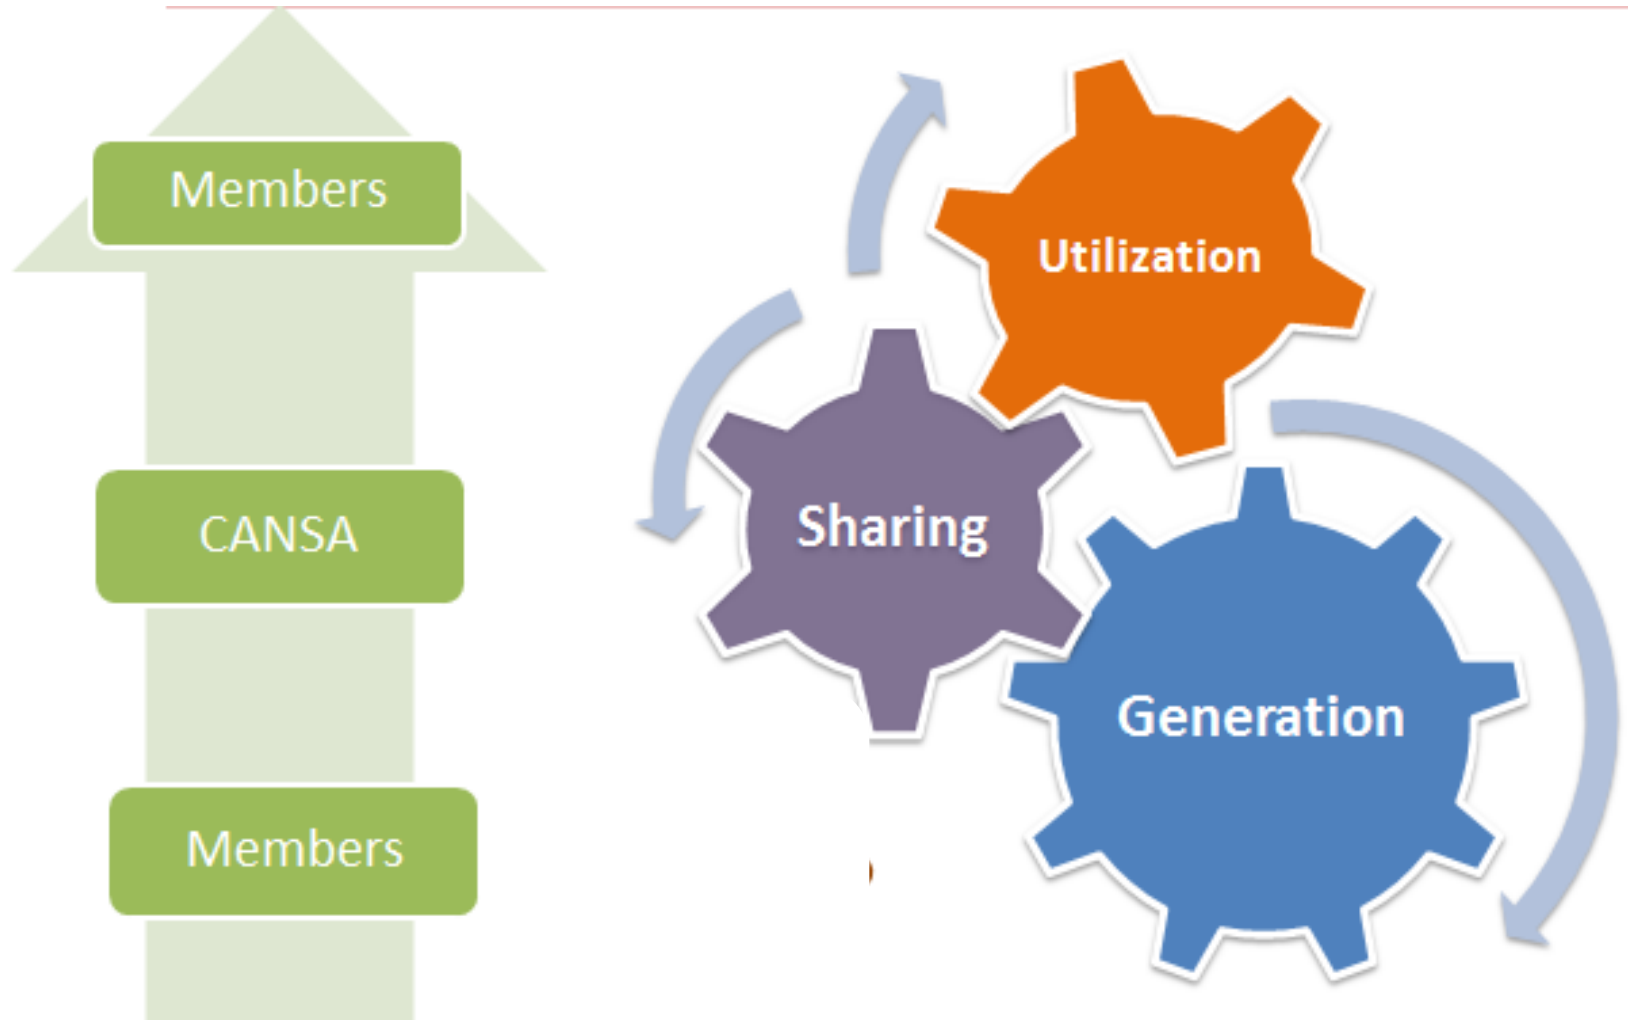 Members
CANSA
Members
Utilization
Sharing
Generation